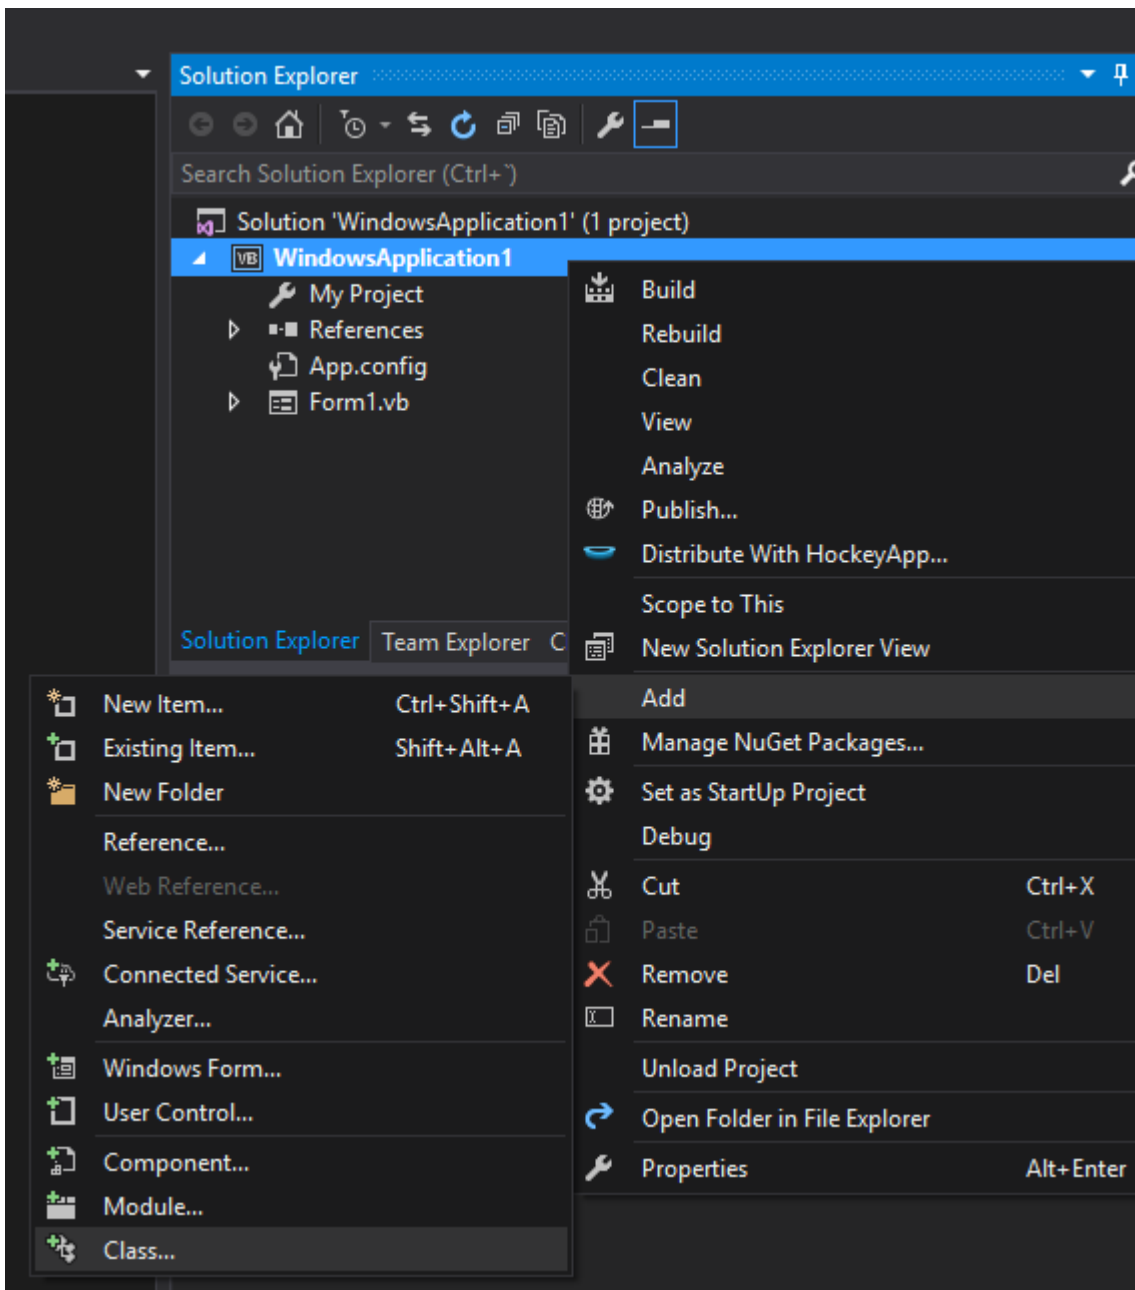 Solution Explorer
Search Solution Explorer (Ctrl+`)
Solution 'WindowsApplication1' (1 project)
VB WindowsApplication1
My Project
References
App.config
Form1.vb
Solution Explorer Team Explorer C
Build
Rebuild
Clean
View
Analyze
Publish...
Distribute With HockeyApp...
Scope to This
New Solution Explorer View
Add
Manage NuGet Packages...
Set as StartUp Project
Debug
Cut Ctrl+X
Paste Ctrl+V
Remove Del
Rename
Unload Project
Open Folder in File Explorer
Properties Alt+Enter
New Item... Ctrl+Shift+A
Existing Item... Shift+Alt+A
New Folder
Reference...
Web Reference...
Service Reference...
Connected Service...
Analyzer...
Windows Form...
User Control...
Component...
Module...
Class...